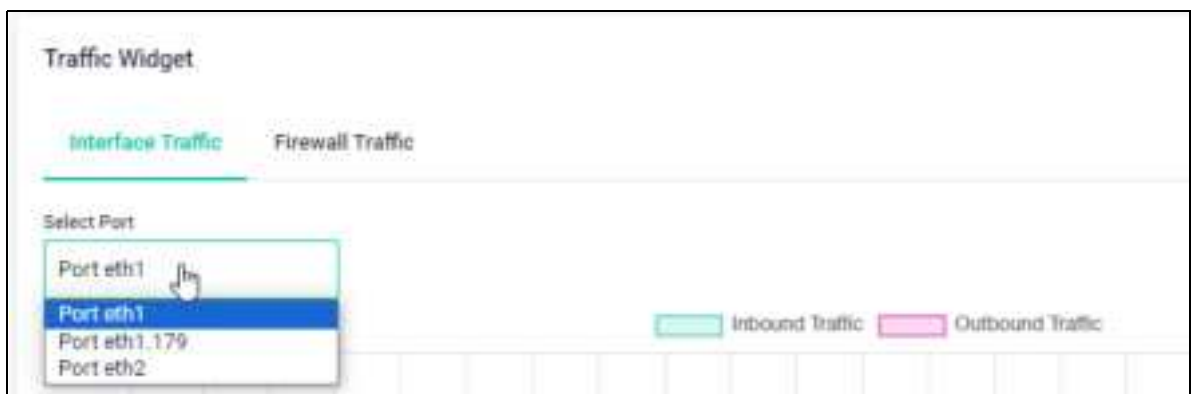 Traffic Widget
Interface Traffic Firewall Traffic
Select Port
Port eth1
Port eth1
Inbound Traffic Outbound Traffic
Port eth1.179
Port eth2